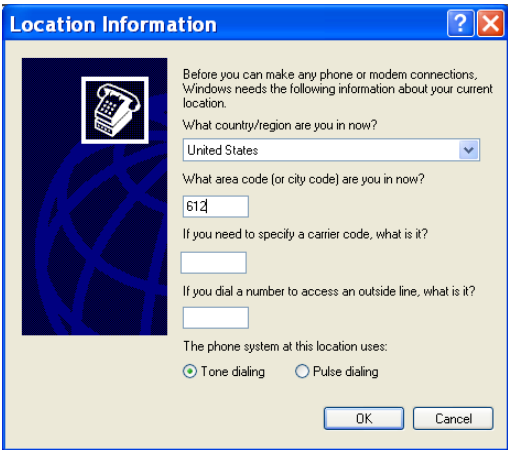 Location Information
?
X
Before you can make any phone or modem connections,
Windows needs the following information about your current
location.
What country/region are you in now?
United States
What area code (or city code) are you in now?
612
If you need to specify a carrier code, what is it?
If you dial a number to access an outside line, what is it?
The phone system at this location uses:
Tone dialing Pulse dialing
OK Cancel